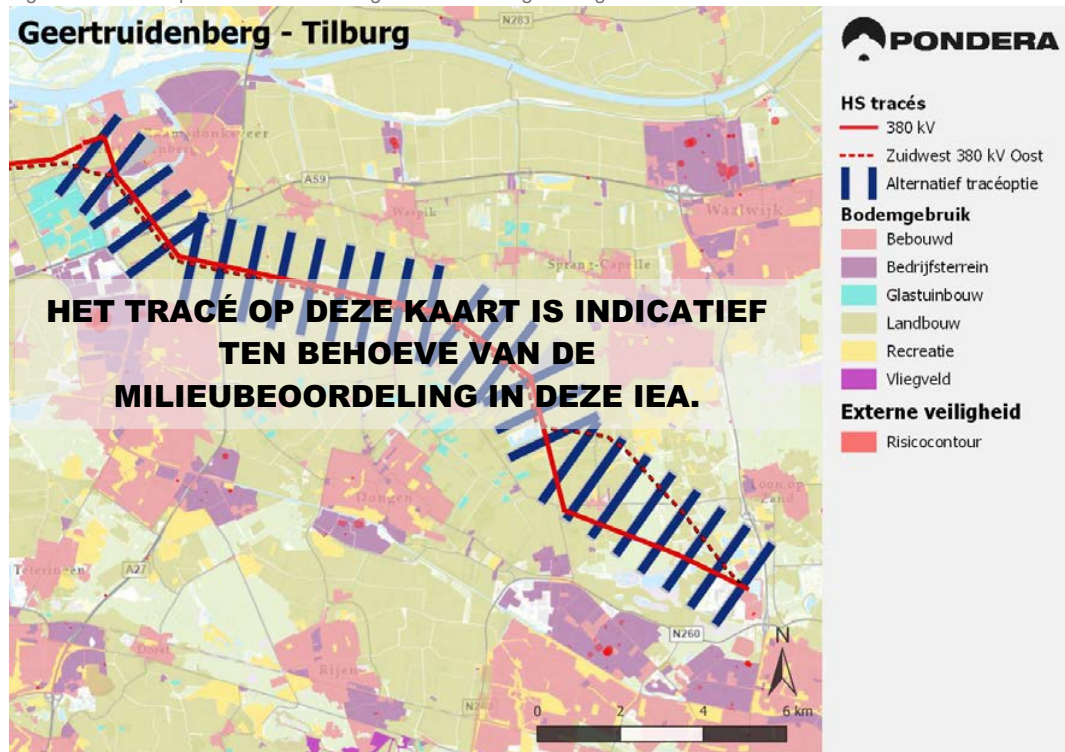 Geertruidenberg - Tilburg
N283
PONDERA
HS tracés
380 kV
Zuidwest 380 kV Oost
Alternatief tracéoptie
Bodemgebruik
Bebouwd
Bedrijfsterrein
Glastuinbouw
Landbouw
Recreatie
Vliegveld
Externe veiligheid
Risicocontour
A59
Waspik
Waalwijk
Sprang-Capelle
HET TRACÉ OP DEZE KAART IS INDICATIEF
TEN BEHOEVE VAN DE
MILIEUBEOORDELING IN DEZE IEA.
Dongen
Loon op
Zand
Teteringen
A27
Dorst
Rijen
N260
N
0 2 4 6 km